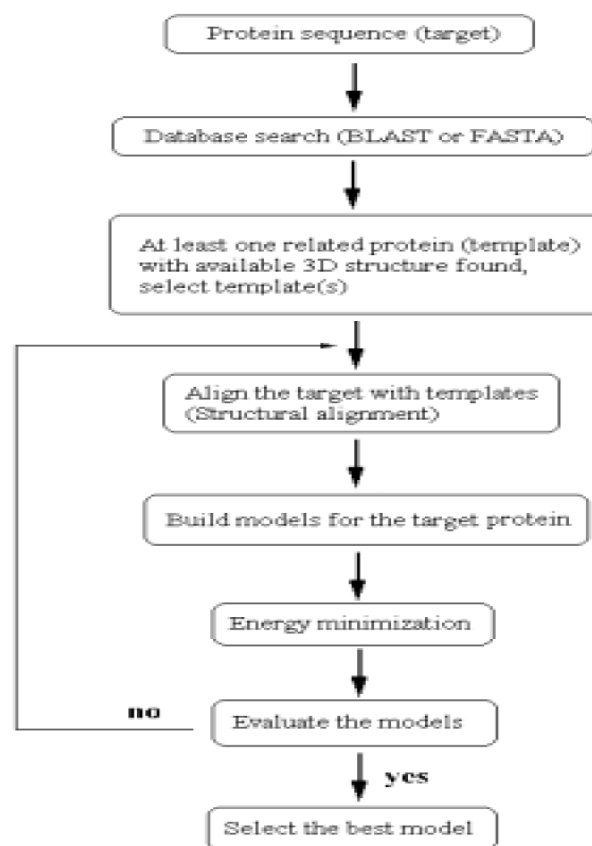 Protein sequence (target)
Database search (BLAST or FASTA)
At least one related protein (template)
with available 3D structure found,
select template(s)
Align the target with templates
(Structural alignment)
Build models for the target protein
Energy minimization
no
Evaluate the models
yes
Select the best model